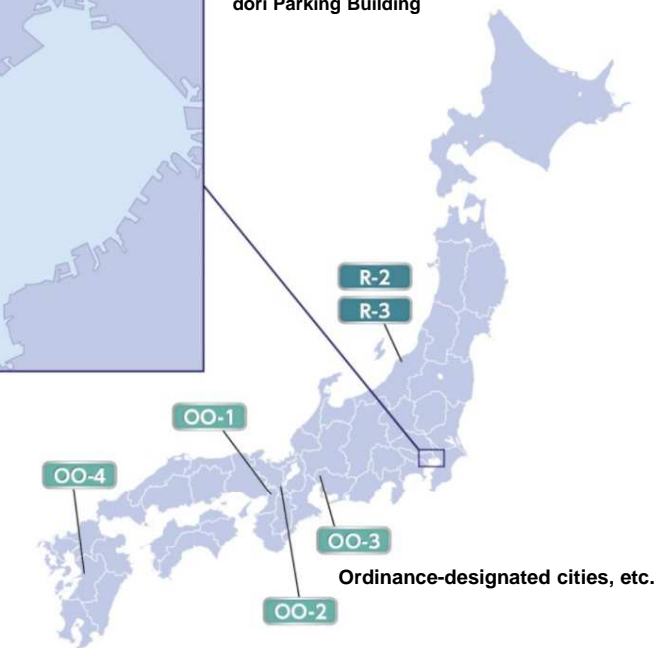 dori Parking Building
R-2
R-3
OO-1
OO-4
OO-3
Ordinance-designated cities, etc.
OO-2